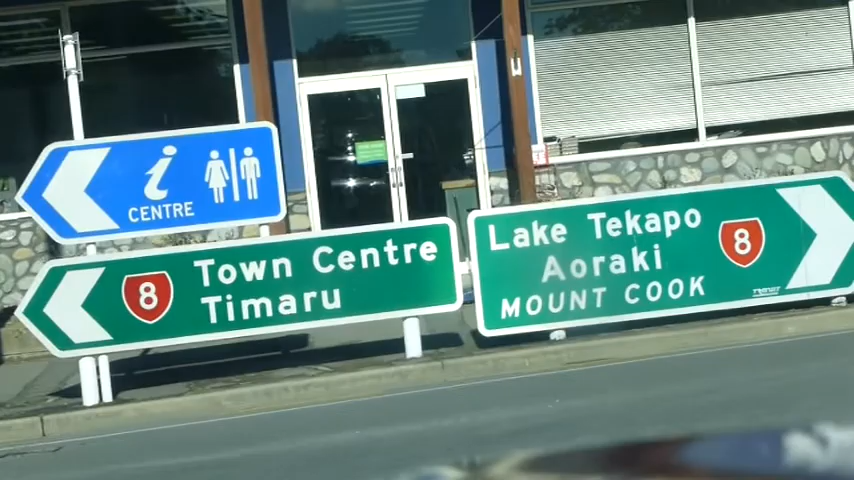 i
CENTRE
8
Town Centre
Timaru
Lake Tekapo
Aoraki
MOUNT COOK
8